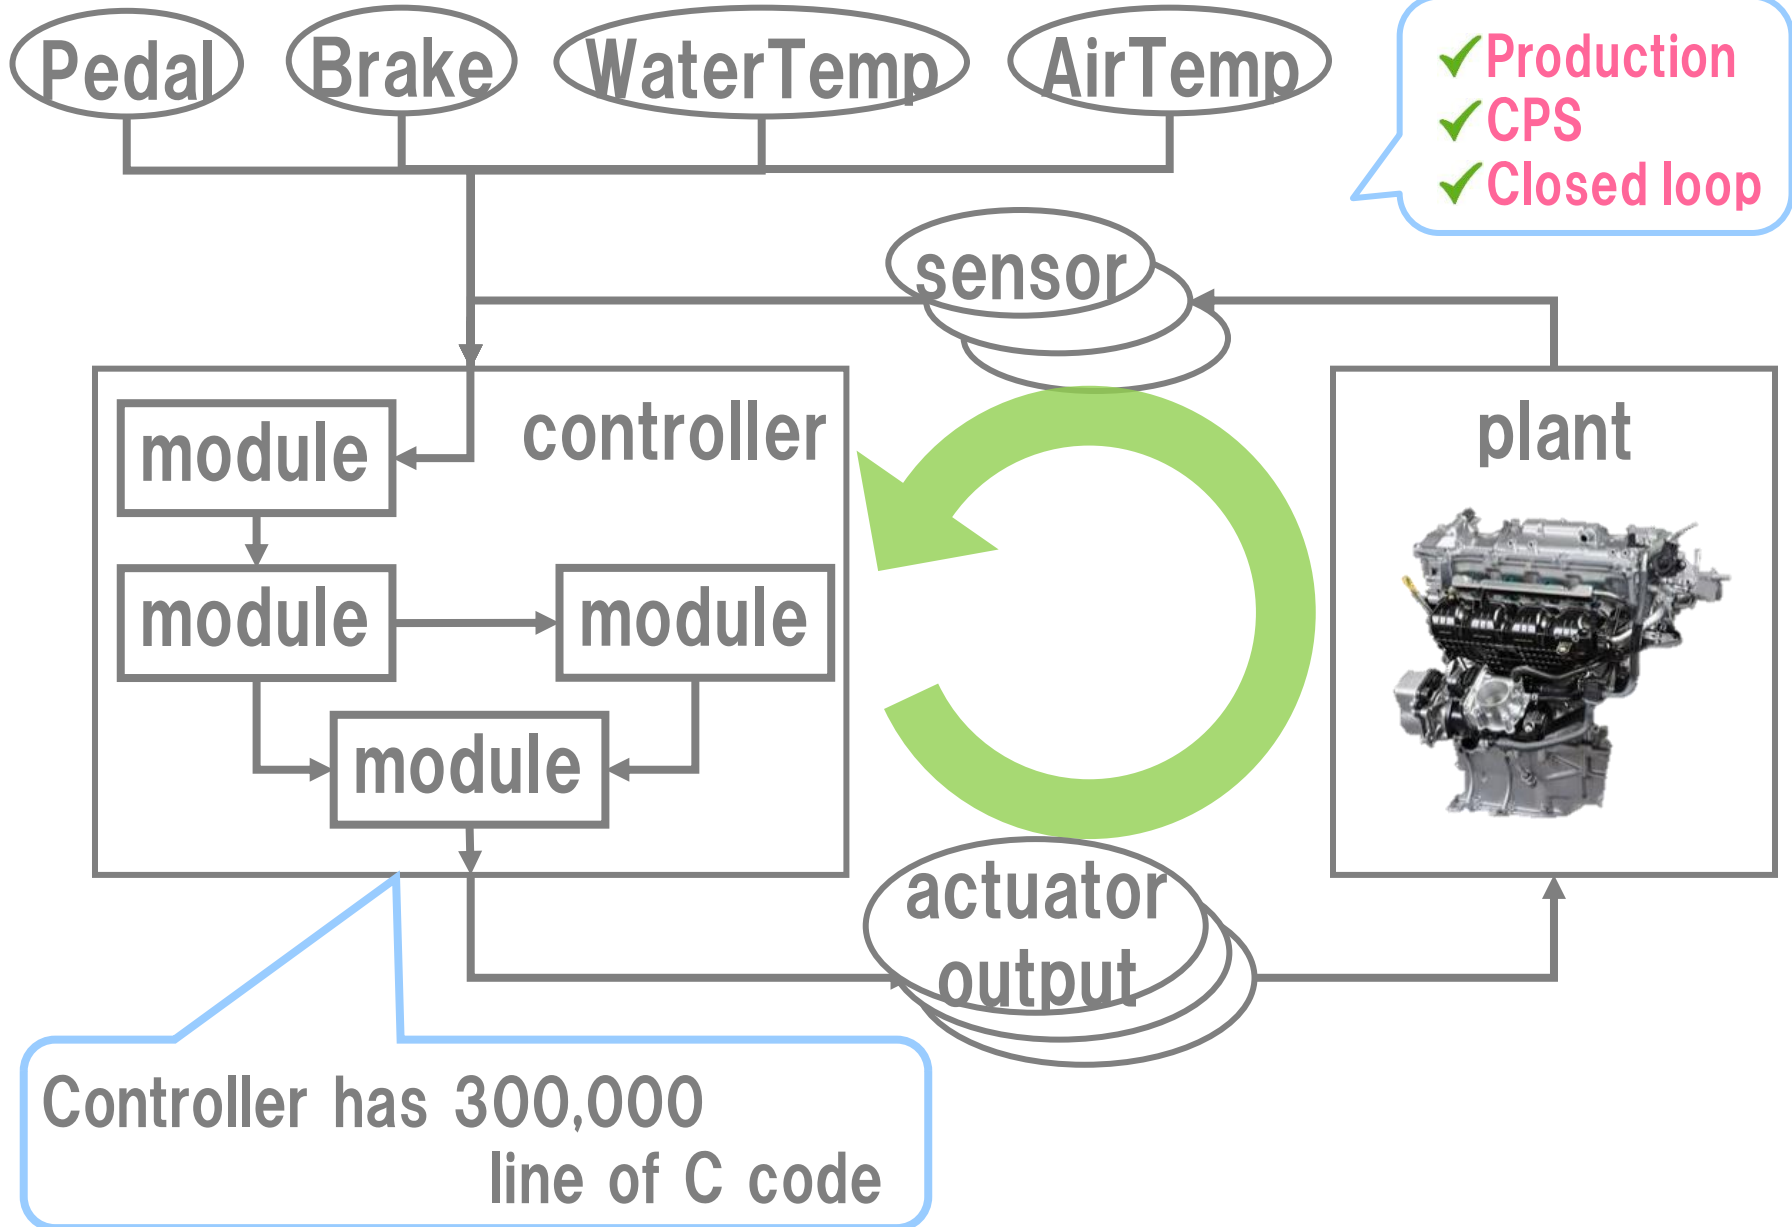 Pedal
Brake
WaterTemp
AirTemp
Production
CPS
Closed loop
sensor
controller
plant
module
module
module
module
actuator
output
Controller has 300,000
line of C code